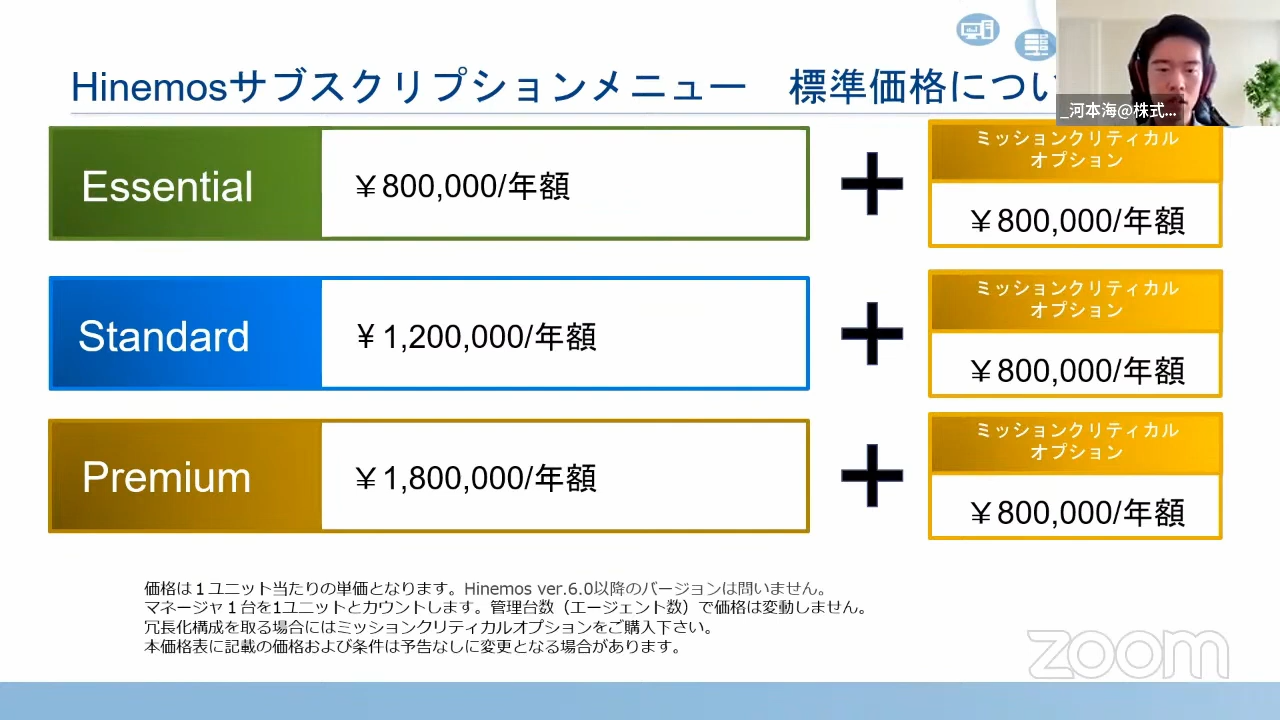 Hinemosサブスクリプションメニュー　標準価格につい
_河本海@株式...
ミッションクリティカル
オプション
Essential
￥800,000/年額
￥800,000/年額
ミッションクリティカル
オプション
Standard
¥ 1,200,000/年額
￥800,000/年額
ミッションクリティカル
オプション
Premium
￥1,800,000/年額
￥800,000/年額
価格は１ユニット当たりの単価となります。Hinemos ver.6.0以降のバージョンは問いません。
マネージャ１台を1ユニットとカウントします。管理台数（エージェント数）で価格は変動しません。
冗長化構成を取る場合にはミッションクリティカルオプションをご購入下さい。
本価格表に記載の価格および条件は予告なしに変更となる場合があります。
zoom